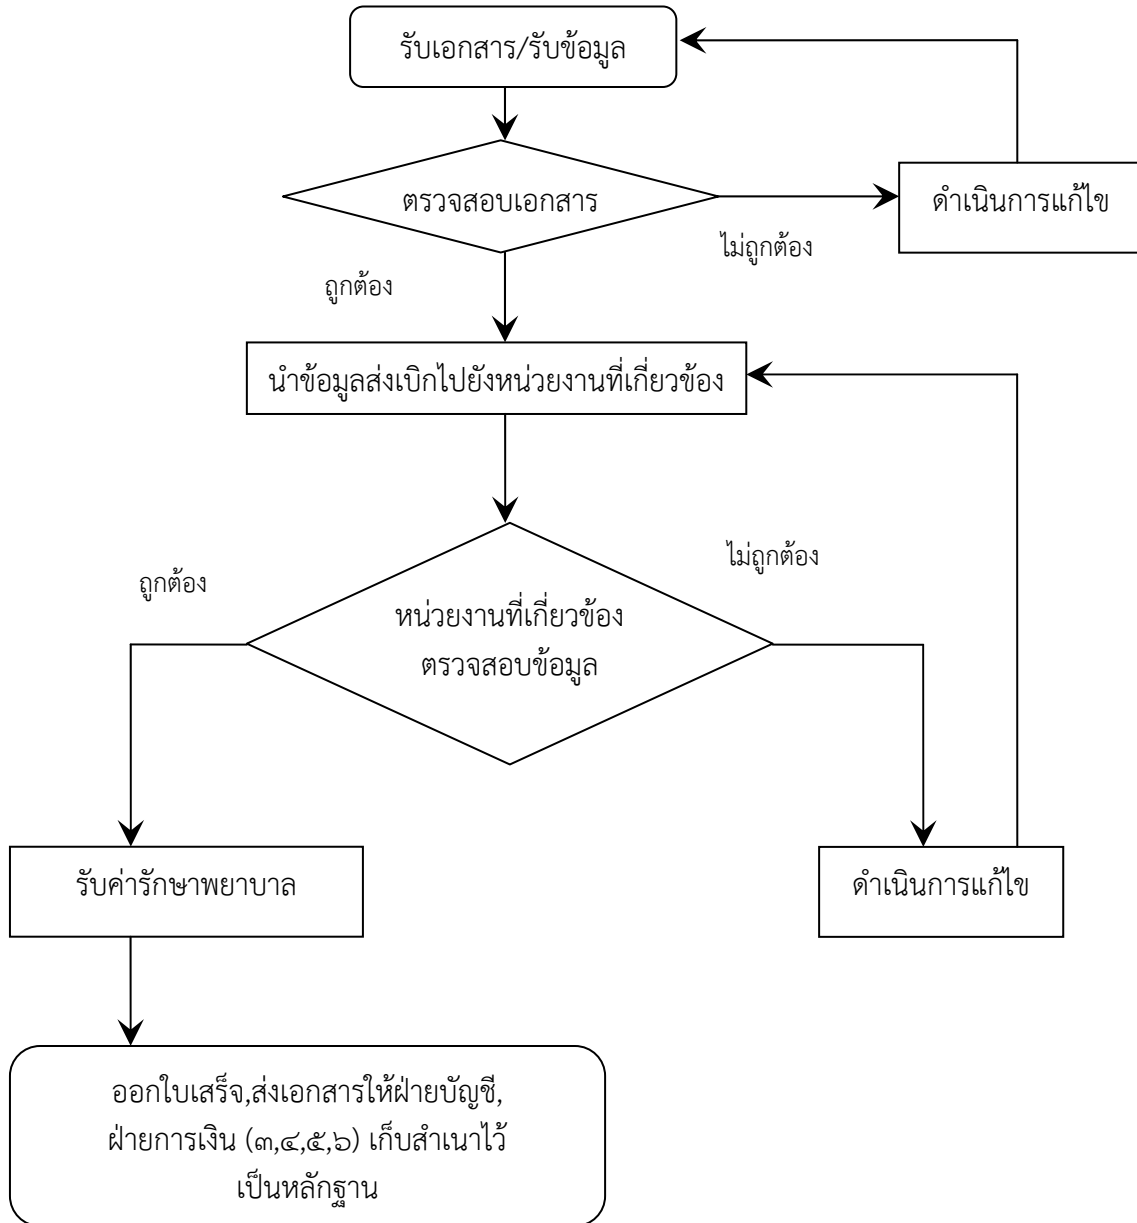 รับเอกสาร/รับข้อมูล
ตรวจสอบเอกสาร
ดำเนินการแก้ไข
ไม่ถูกต้อง
ถูกต้อง
นำข้อมูลส่งเบิกไปยังหน่วยงานที่เกี่ยวข้อง
ไม่ถูกต้อง
ถูกต้อง
หน่วยงานที่เกี่ยวข้อง
ตรวจสอบข้อมูล
รับค่ารักษาพยาบาล
ดำเนินการแก้ไข
ออกใบเสร็จ,ส่งเอกสารให้ฝ่ายบัญชี,
ฝ่ายการเงิน (๓,๔,๕,๖) เก็บสำเนาไว้
เป็นหลักฐาน